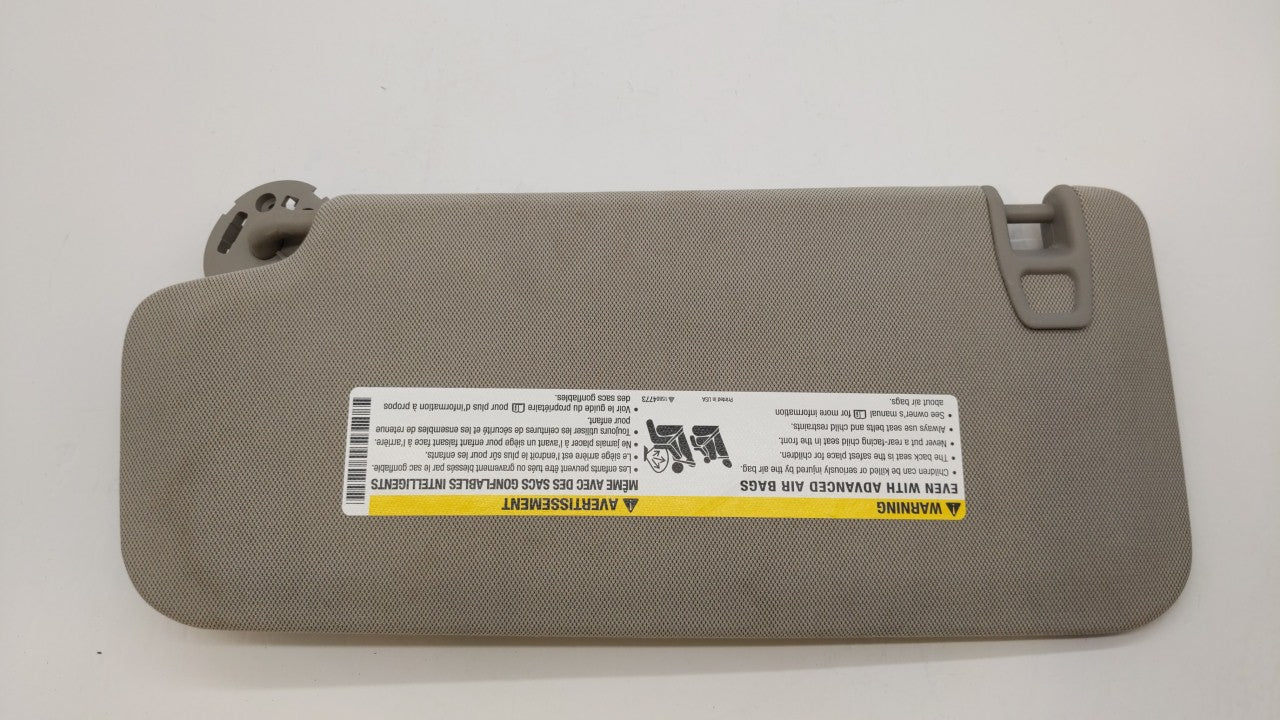 WARNING
EVEN WITH ADVANCED AIR BAGS
• Children can be killed or seriously injured by the air bag.
• The back seat is the safest place for children.
• Never put a rear-facing child seat in the front.
• Always use seat belts and child restraints.
• See owner's manual for more information
about air bags.
Printed in USA
AVERTISSEMENT
MÊME AVEC DES SACS GONFLABLES INTELLIGENTS
• Les enfants peuvent être tués ou gravement blessés par le sac gonflable.
• Le siège arrière est l'endroit le plus sûr pour les enfants.
• Ne jamais placer à l'avant un siège pour enfant faisant face à l'arrière.
• Toujours utiliser les ceintures de sécurité et les ensembles de retenue
pour enfant.
• Voir le guide du propriétaire pour plus d'information à propos
des sacs gonflables.